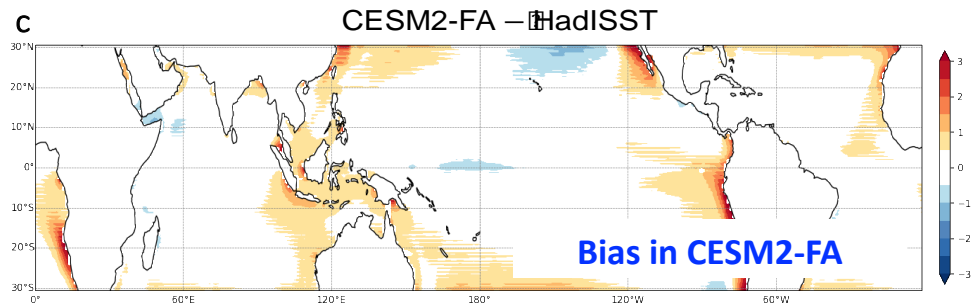 c
CESM2-FA – HadISST
30°N
20°N
10°N
0°
10°S
20°S
30°S
0°
60°E
120°E
180°
120°W
60°W
3
2
1
0
−1
−2
−3
Bias in CESM2-FA